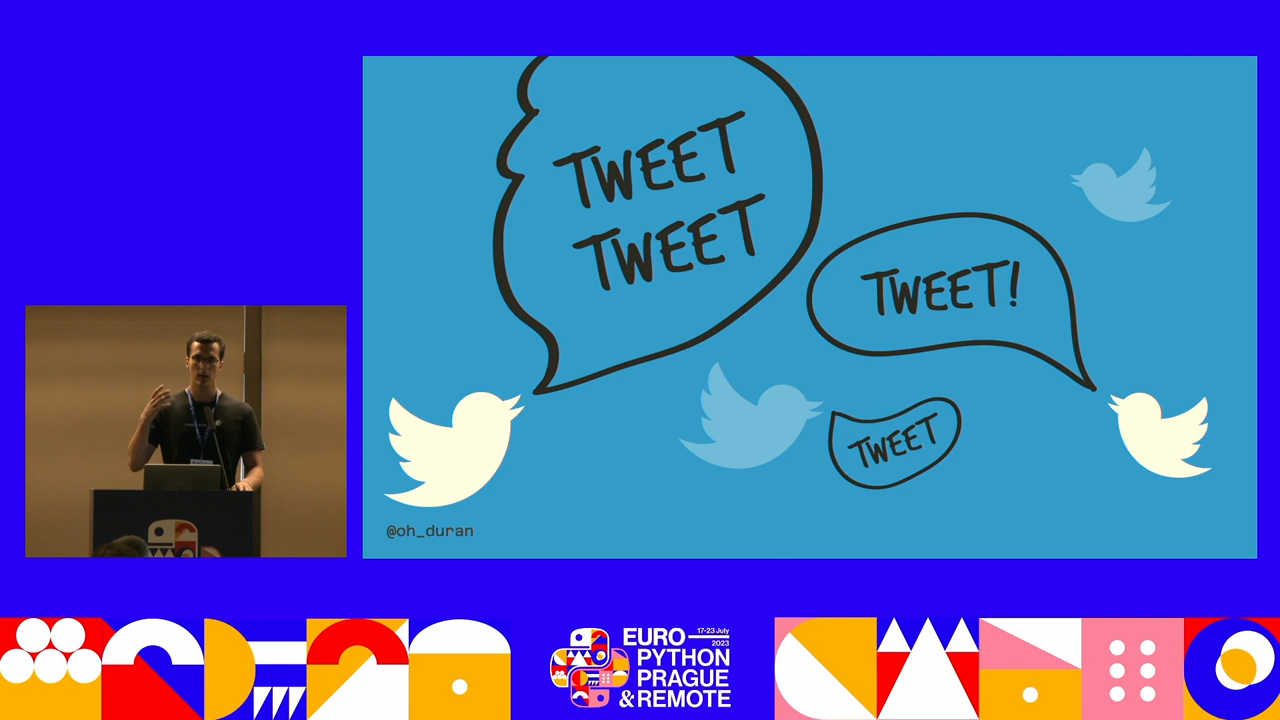 TWEET
TWEET
TWEET!
TWEET
@oh_duran
EURO
17-23 July
2023
PYTHON
PRAGUE
& REMOTE